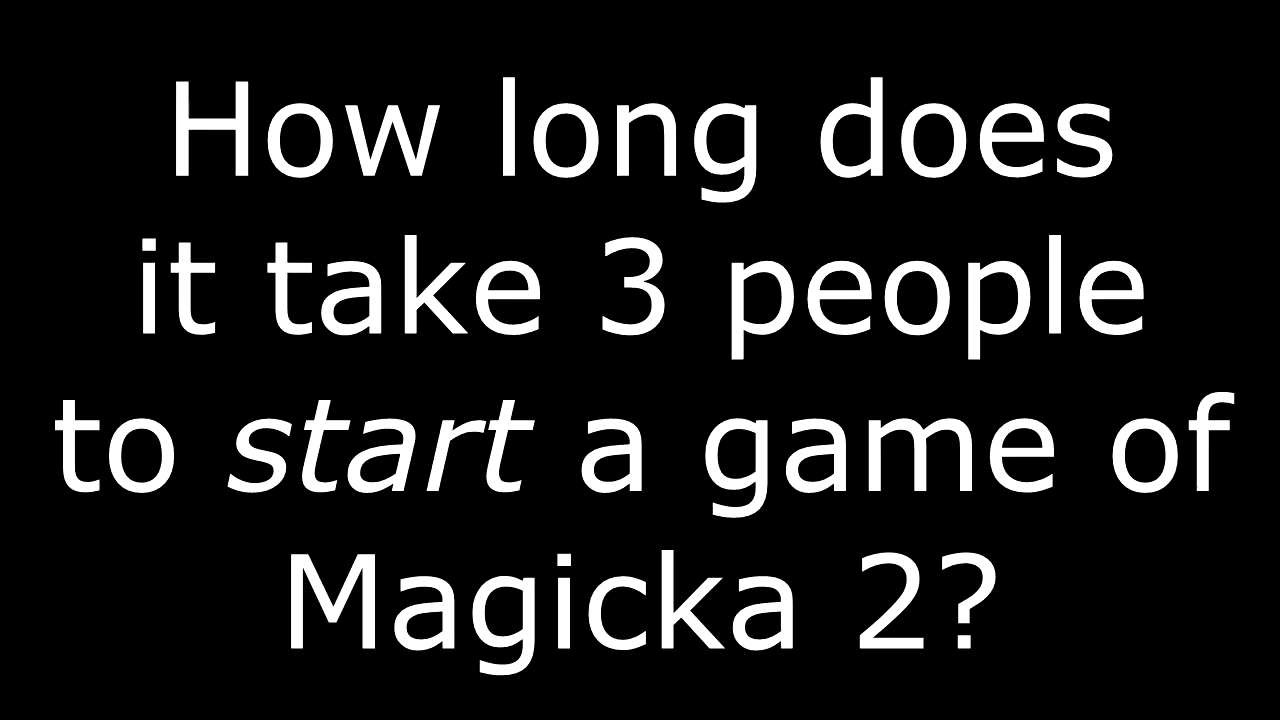 How long does
it take 3 people
to start a game of
Magicka 2?